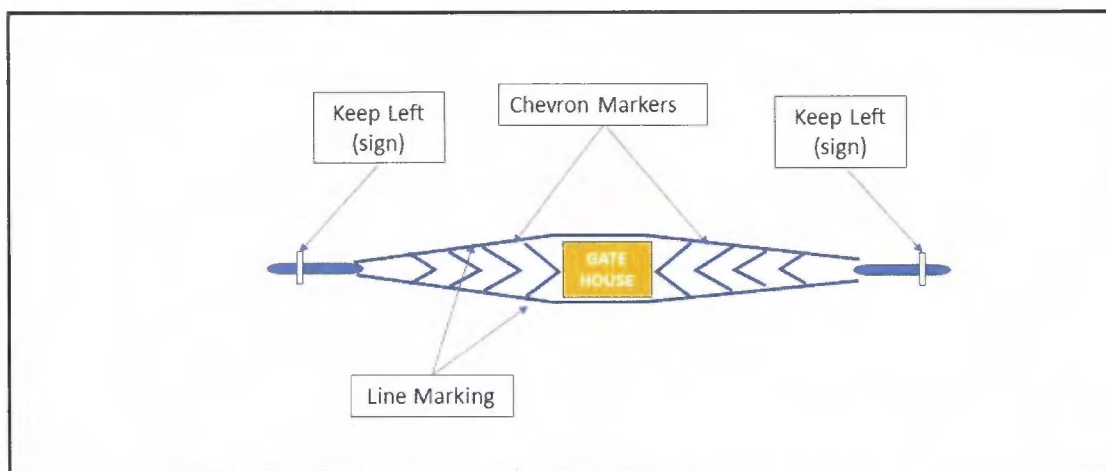 Keep Left
(sign)
Chevron Markers
Keep Left
(sign)
GATE
HOUSE
Line Marking